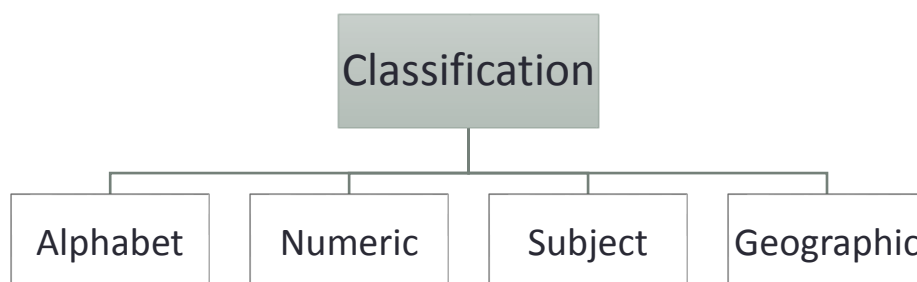 Classification
Alphabet
Numeric
Subject
Geographic